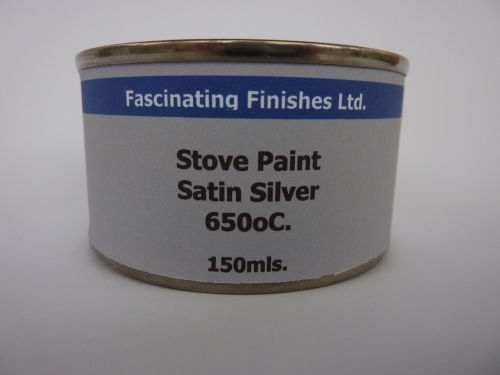 Fascinating Finishes Ltd.
Stove Paint
Satin Silver
650oC.
150mls.